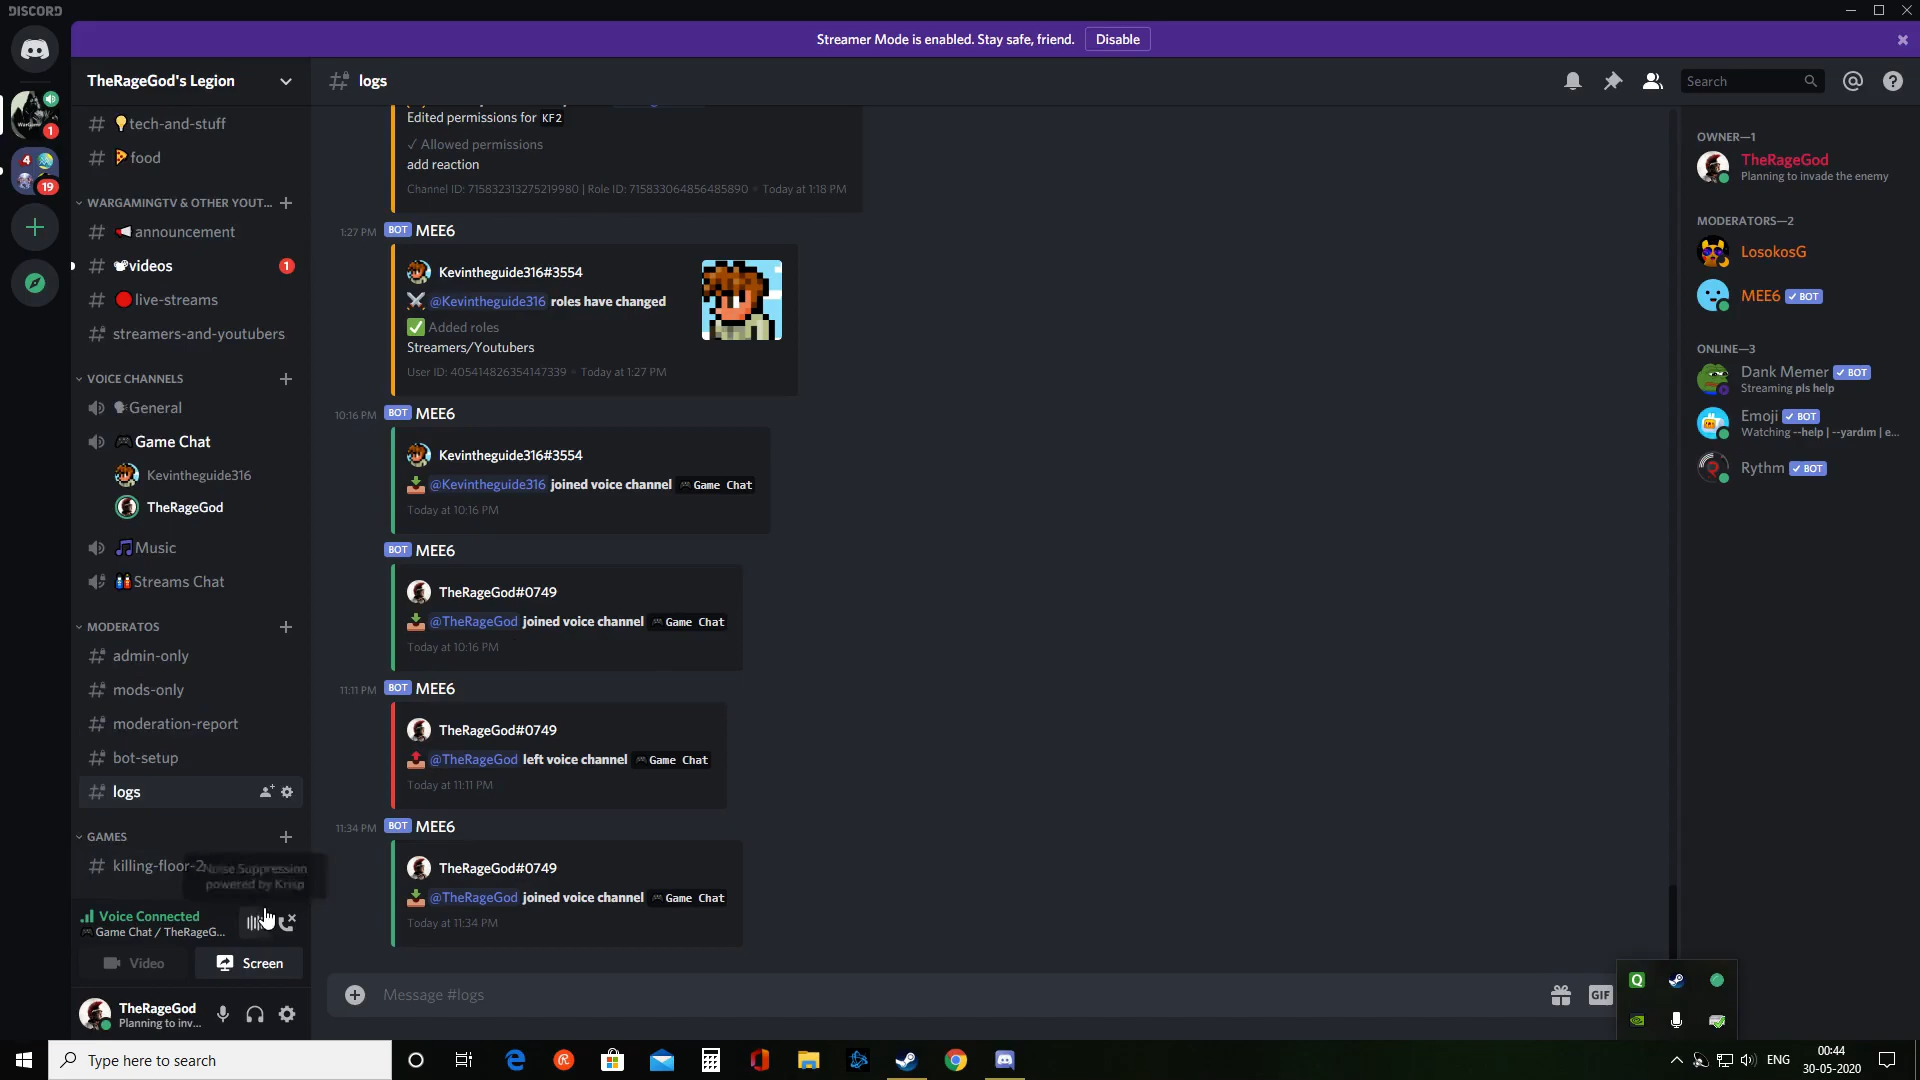 DISCORD
Streamer Mode is enabled. Stay safe, friend.
Disable
TheRageGod's Legion
logs
Search
tech-and-stuff
food
WARGAMINGTV & OTHER YOUT...
announcement
videos
1
live-streams
streamers-and-youtubers
VOICE CHANNELS
General
Game Chat
Kevintheguide316
TheRageGod
Music
Streams Chat
MODERATOS
admin-only
mods-only
moderation-report
bot-setup
logs
GAMES
killing-floor-2
Noise Suppression
powered by Krisp
Voice Connected
Game Chat / TheRageG...
Video
Screen
TheRageGod
Planning to inv...
1
4
19
Edited permissions for KF2
✓ Allowed permissions
add reaction
Channel ID: 715832313275219980 | Role ID: 715833064856485890 • Today at 1:18 PM
1:27 PM BOT MEE6
Kevintheguide316#3554
@Kevintheguide316 roles have changed
Added roles
Streamers/Youtubers
User ID: 405414826354147339 • Today at 1:27 PM
10:16 PM BOT MEE6
Kevintheguide316#3554
@Kevintheguide316 joined voice channel Game Chat
Today at 10:16 PM
BOT MEE6
TheRageGod#0749
@TheRageGod joined voice channel Game Chat
Today at 10:16 PM
11:11 PM BOT MEE6
TheRageGod#0749
@TheRageGod left voice channel Game Chat
Today at 11:11 PM
11:34 PM BOT MEE6
TheRageGod#0749
@TheRageGod joined voice channel Game Chat
Today at 11:34 PM
Message #logs
GIF
OWNER—1
TheRageGod
Planning to invade the enemy
MODERATORS—2
LosokosG
MEE6 ✓ BOT
ONLINE—3
Dank Memer ✓ BOT
Streaming pls help
Emoji ✓ BOT
Watching --help | --yardım | e...
Rythm ✓ BOT
Type here to search
ENG
00:44
30-05-2020